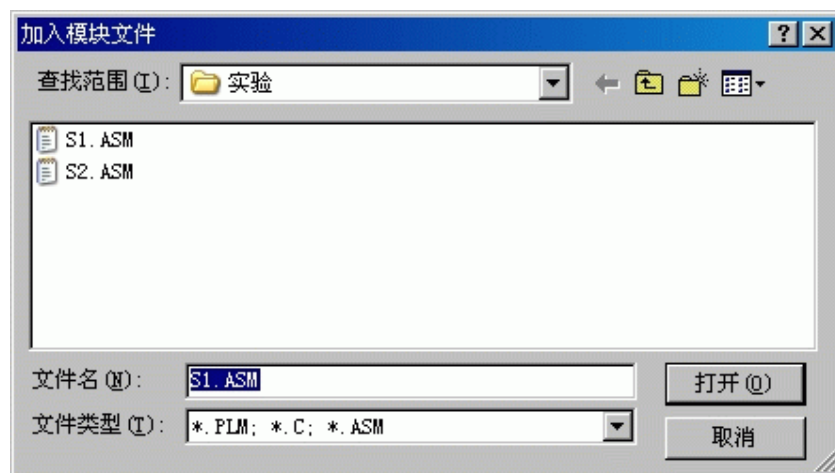 加入模块文件
查找范围(I): 实验
S1.ASM
S2.ASM
文件名(N): S1.ASM 打开(O)
文件类型(T): *.PLM; *.C; *.ASM 取消